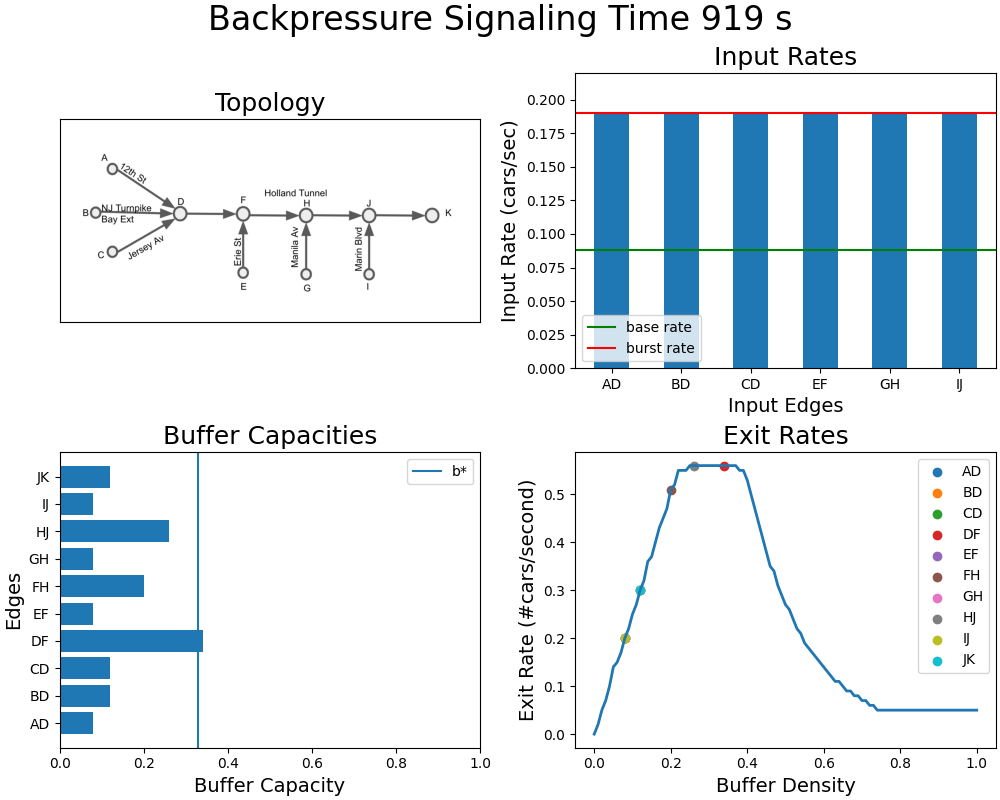 Backpressure Signaling Time 919 s
Topology
A
12th St
B
NJ Turnpike
Bay Ext
C
Jersey Av
D
F
Holland Tunnel
H
J
K
Erie St
Manila Av
Marin Blvd
E
G
I
Input Rates
Input Rate (cars/sec)
0.200
0.175
0.150
0.125
0.100
0.075
0.050
0.025
0.000
base rate
burst rate
AD BD CD EF GH IJ
Input Edges
Buffer Capacities
Edges
JK
IJ
HJ
GH
FH
EF
DF
CD
BD
AD
b*
0.0 0.2 0.4 0.6 0.8 1.0
Buffer Capacity
Exit Rates
Exit Rate (#cars/second)
0.5
0.4
0.3
0.2
0.1
0.0
AD
BD
CD
DF
EF
FH
GH
HJ
IJ
JK
0.0 0.2 0.4 0.6 0.8 1.0
Buffer Density